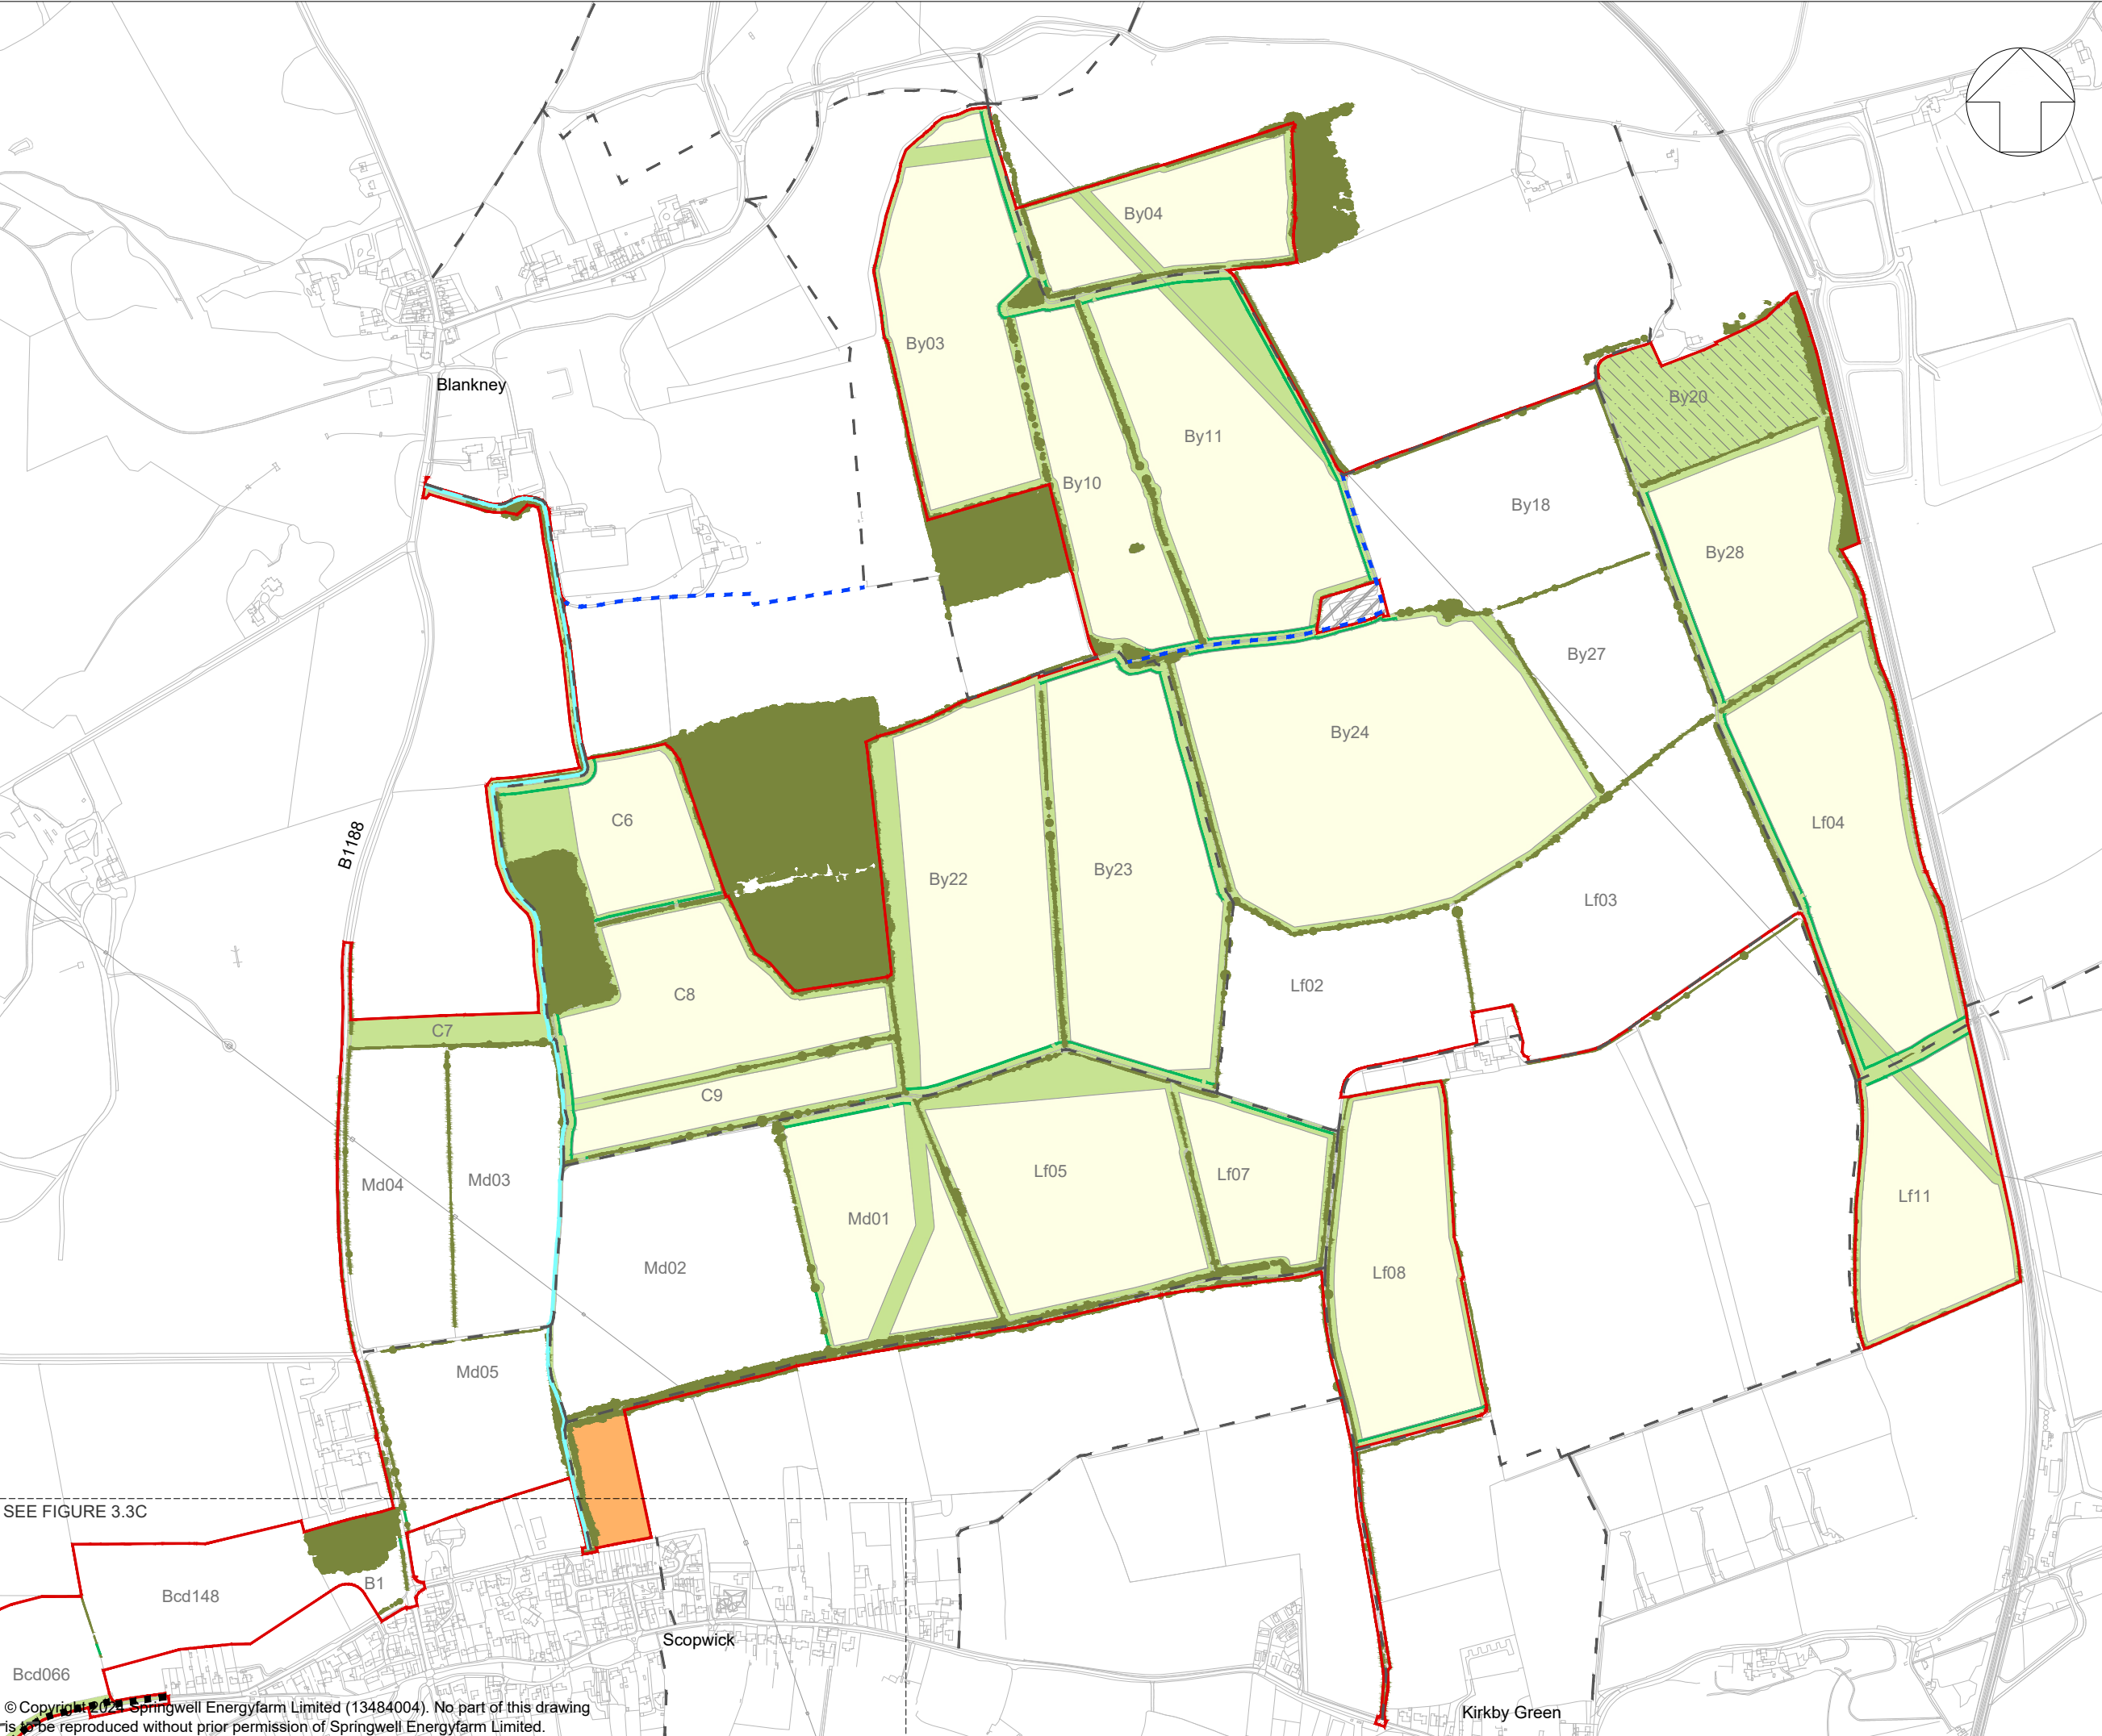 By04
By03
Blankney
By20
By11
By10
By18
By28
By27
By24
C6
B1188
Lf04
By22
By23
Lf03
Lf02
C8
C7
C9
Md04
Md03
Lf05
Lf07
Lf11
Md01
Md02
Lf08
Md05
SEE FIGURE 3.3C
B1
Bcd148
Scopwick
Bcd066
Kirkby Green
© Copyright 2024 Springwell Energyfarm Limited (13484004). No part of this drawing
is to be reproduced without prior permission of Springwell Energyfarm Limited.